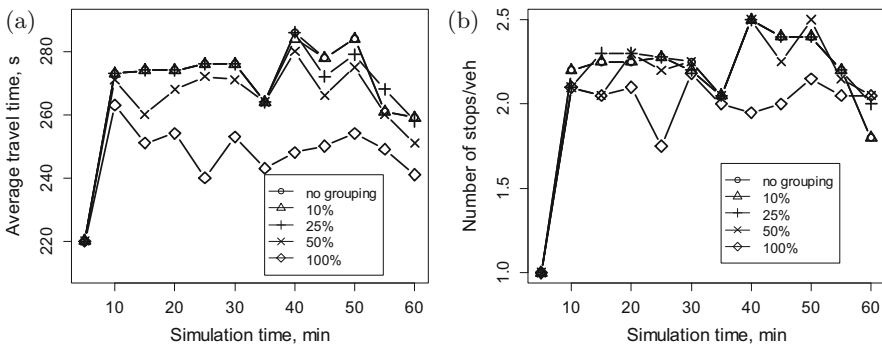 (a)
Average travel time, s
280
260
240
220
10 20 30 40 50 60
Simulation time, min
no grouping
10%
25%
50%
100%
(b)
Number of stops/veh
2.5
2.0
1.5
1.0
10 20 30 40 50 60
Simulation time, min
no grouping
10%
25%
50%
100%